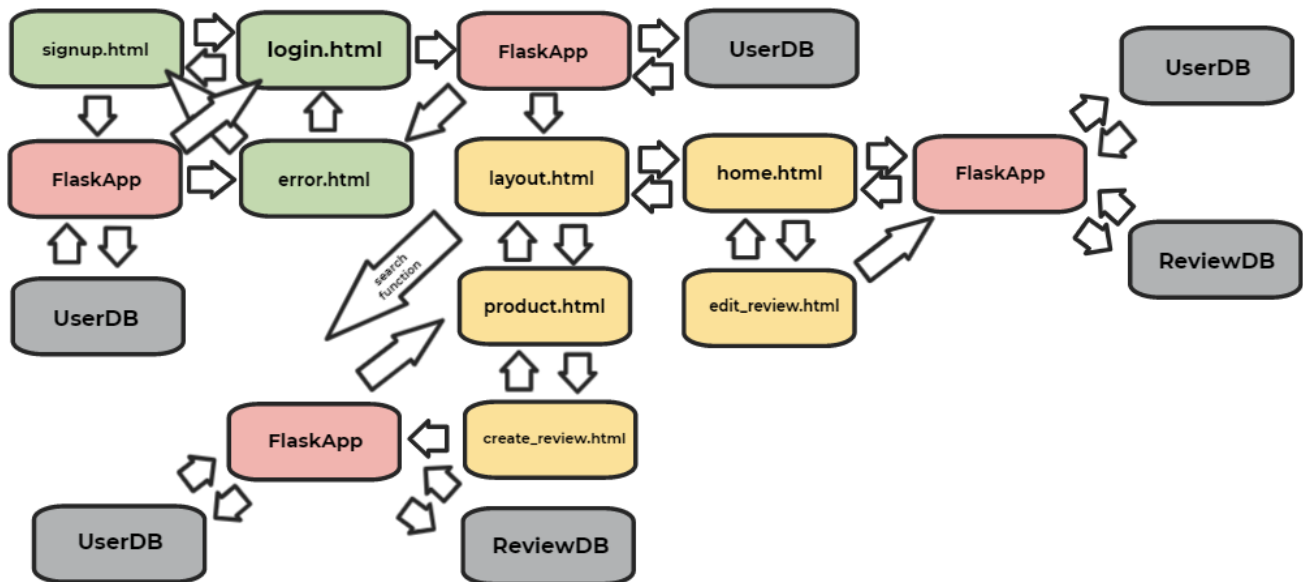 signup.html
login.html
FlaskApp
UserDB
UserDB
FlaskApp
error.html
layout.html
home.html
FlaskApp
search
function
UserDB
product.html
edit_review.html
ReviewDB
FlaskApp
create_review.html
UserDB
ReviewDB